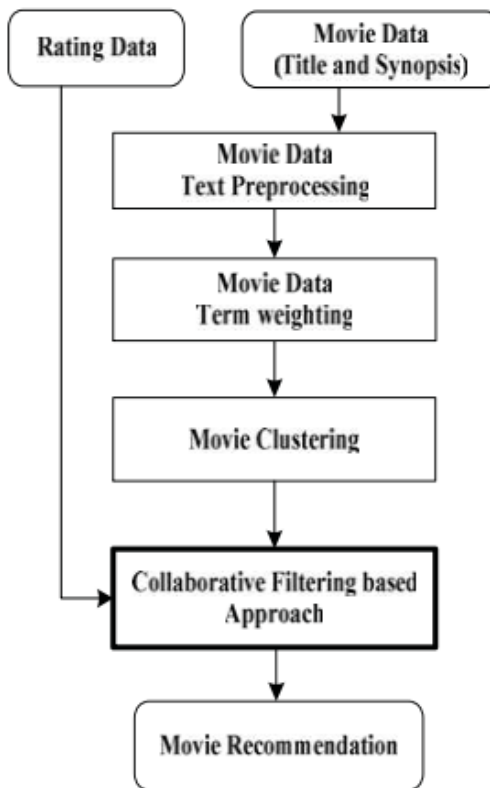 Rating Data
Movie Data
(Title and Synopsis)
Movie Data
Text Preprocessing
Movie Data
Term weighting
Movie Clustering
Collaborative Filtering based
Approach
Movie Recommendation